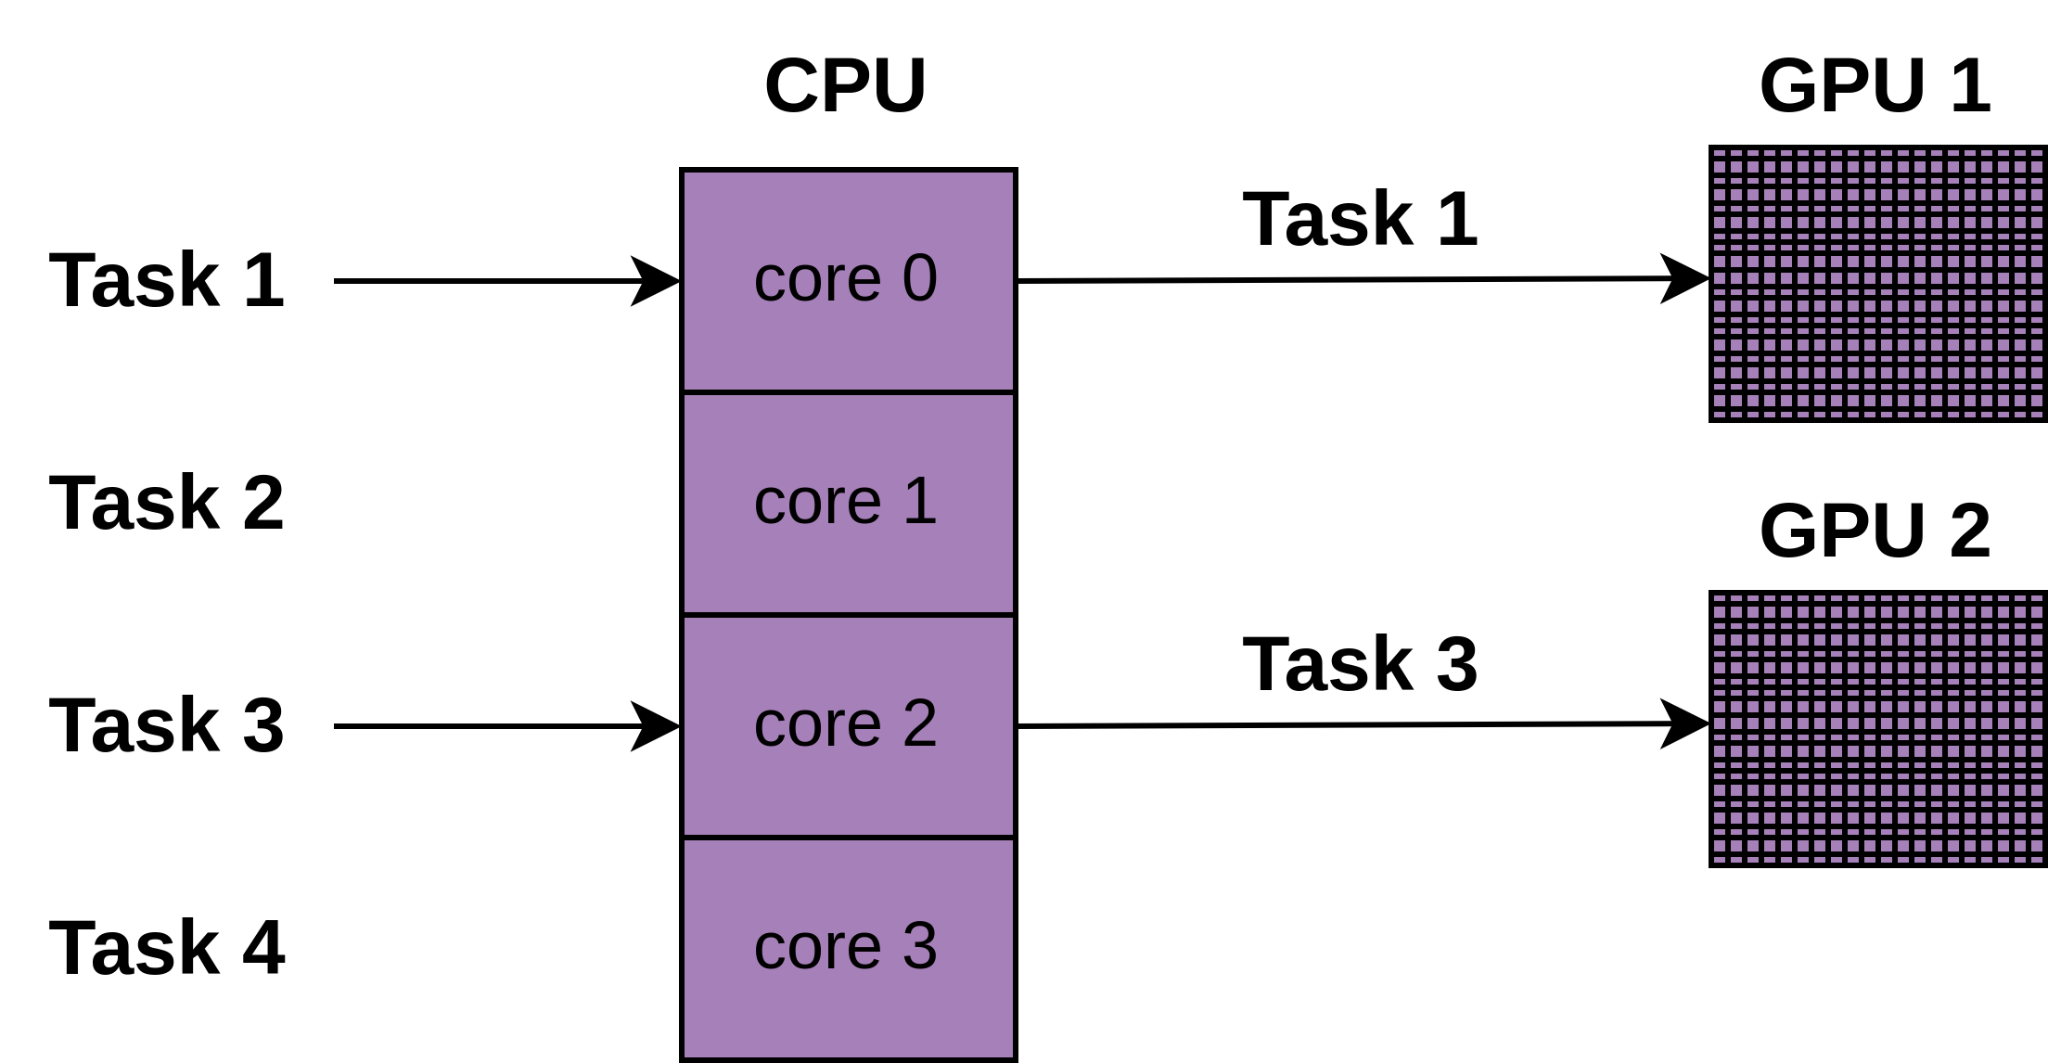 CPU
GPU 1
Task 1
core 0
Task 1
Task 2
core 1
GPU 2
Task 3
core 2
Task 3
Task 4
core 3